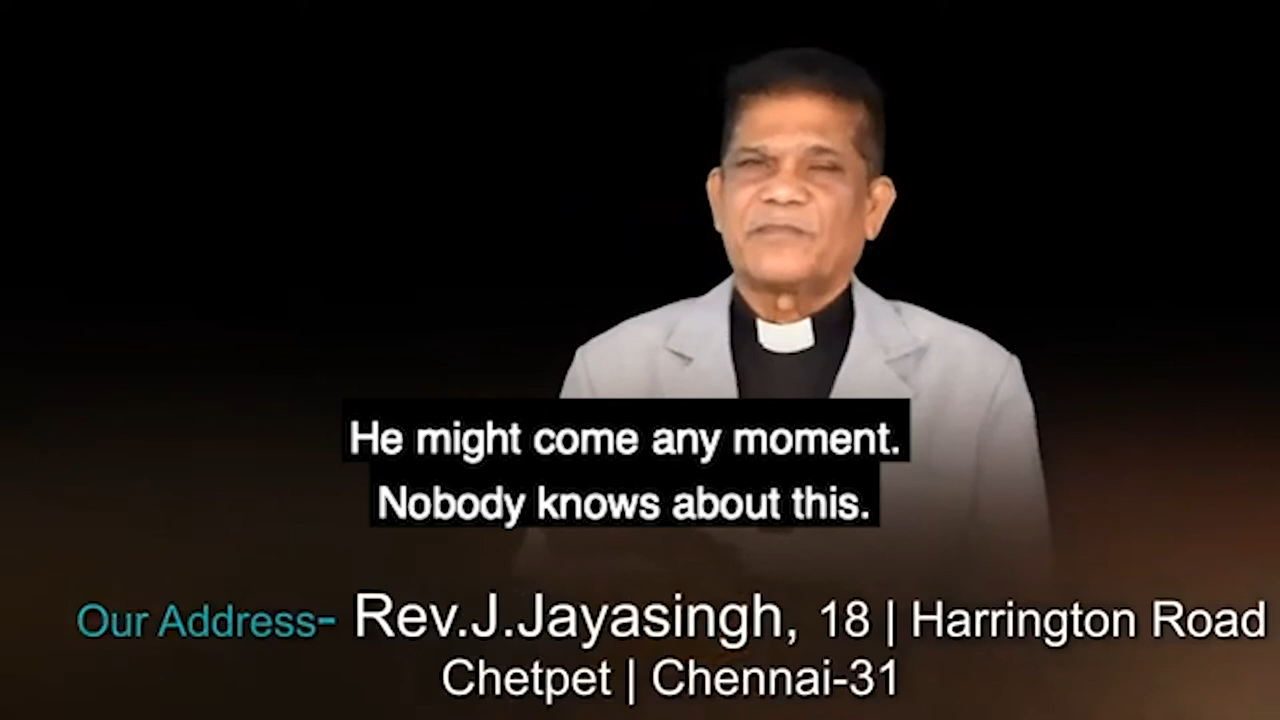 He might come any moment.
Nobody knows about this.
Our Address- Rev.J.Jayasingh, 18 | Harrington Road
Chetpet | Chennai-31